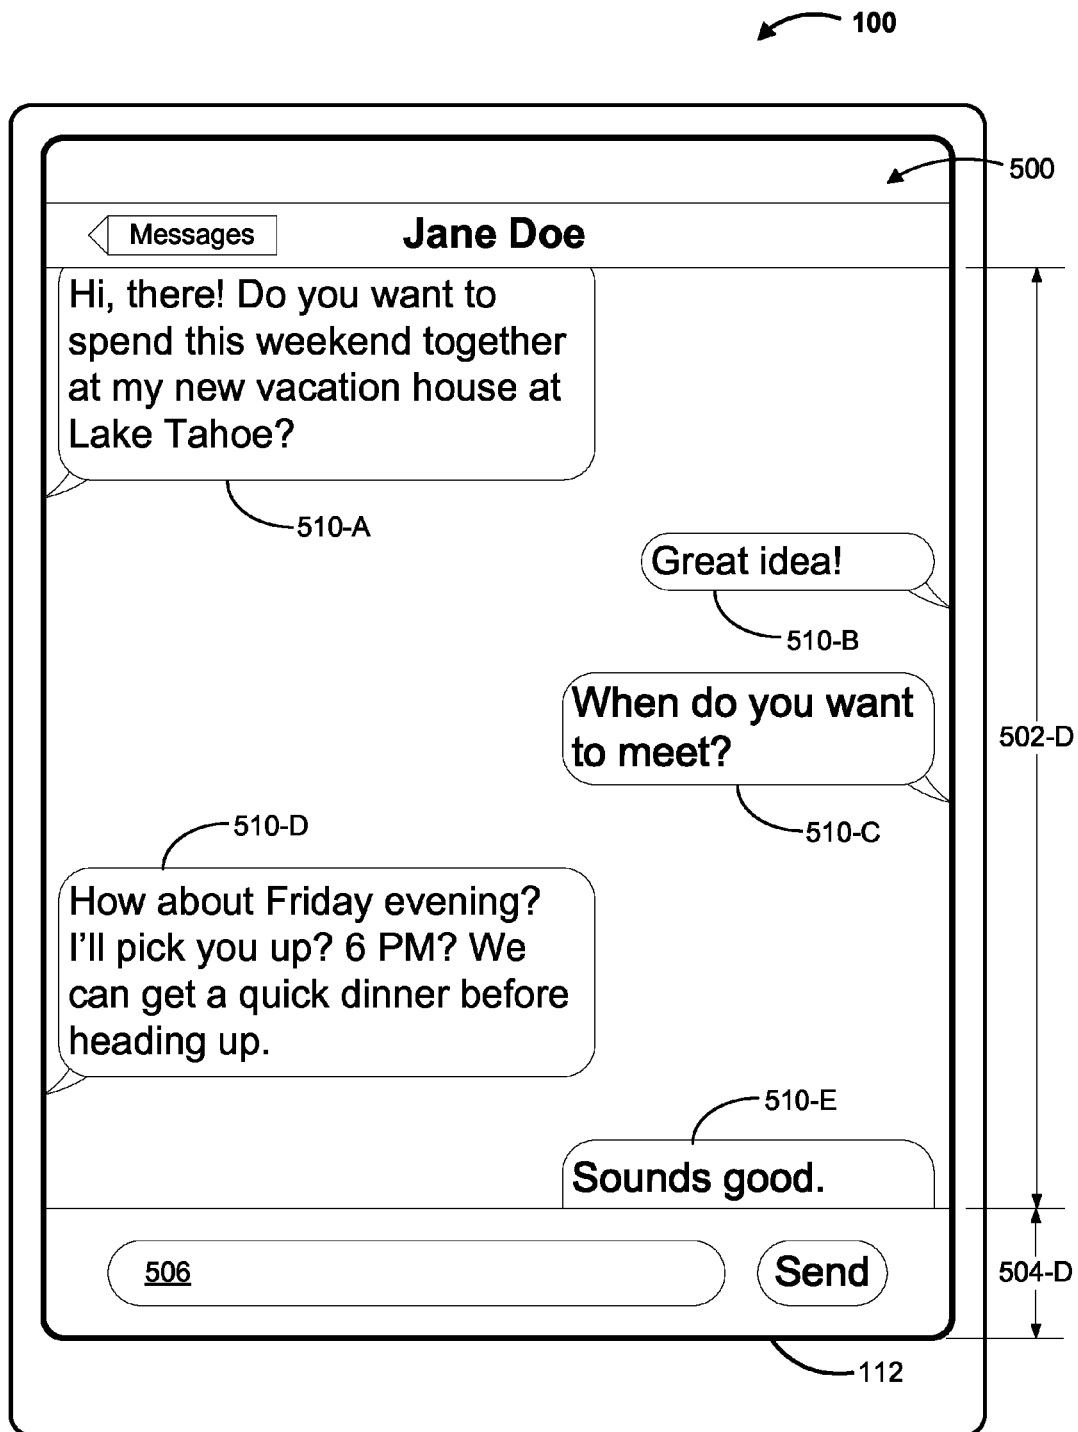 100
500
Messages
Jane Doe
Hi, there! Do you want to
spend this weekend together
at my new vacation house at
Lake Tahoe?
510-A
Great idea!
510-B
When do you want
to meet?
502-D
510-C
510-D
How about Friday evening?
I'll pick you up? 6 PM? We
can get a quick dinner before
heading up.
510-E
Sounds good.
506
Send
504-D
112